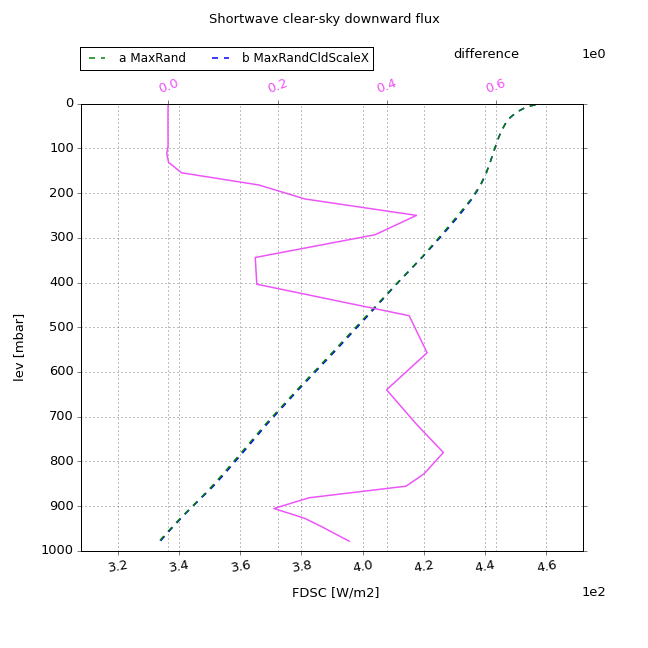 Shortwave clear-sky downward flux
a MaxRand
b MaxRandCldScaleX
difference
1e0
0.0
0.2
0.4
0.6
0
100
200
300
400
500
600
700
800
900
1000
lev [mbar]
3.2
3.4
3.6
3.8
4.0
4.2
4.4
4.6
FDSC [W/m2]
1e2